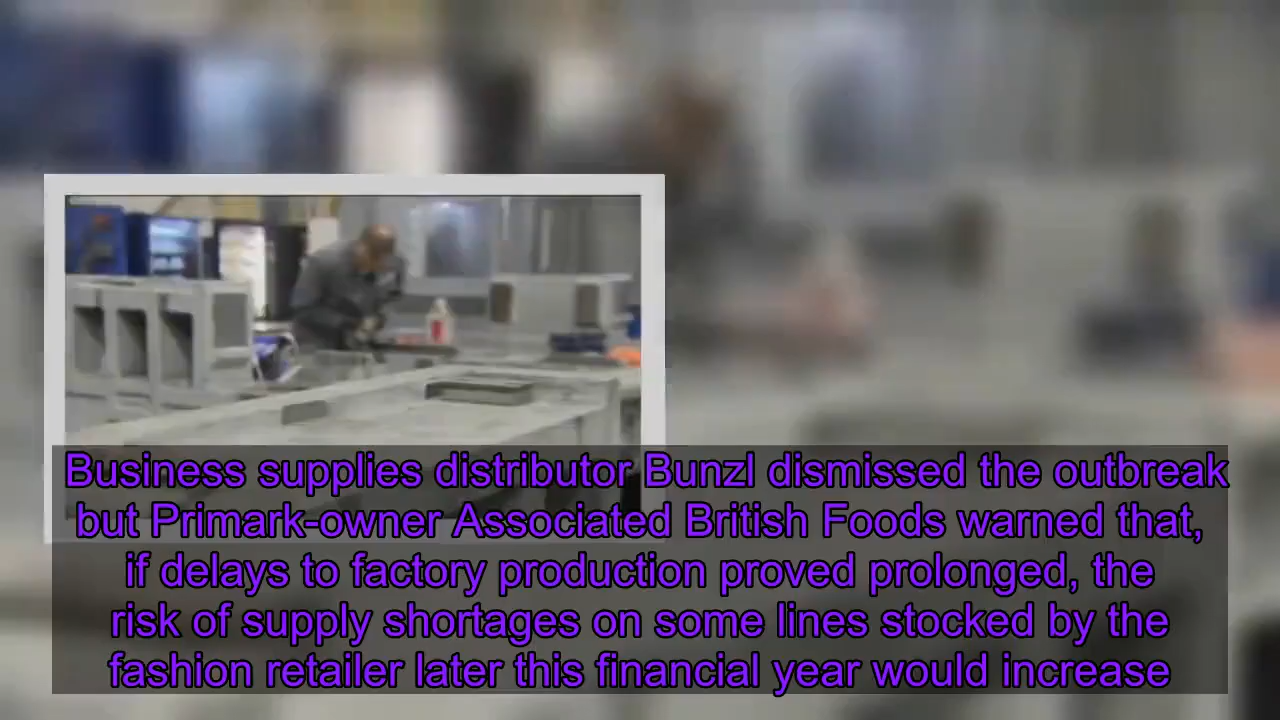 Business supplies distributor Bunzl dismissed the outbreak
but Primark-owner Associated British Foods warned that,
if delays to factory production proved prolonged, the
risk of supply shortages on some lines stocked by the
fashion retailer later this financial year would increase